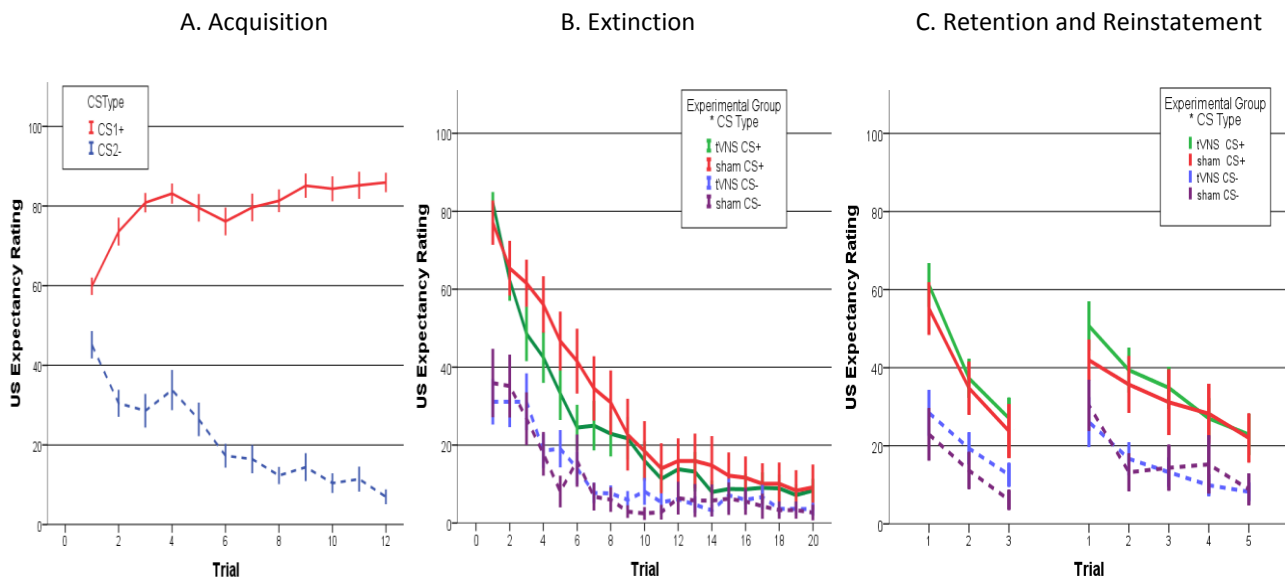 A. Acquisition
B. Extinction
C. Retention and Reinstatement
US Expectancy Rating
CSType
CS1+
CS2-
100
80
60
40
20
0
0 2 4 6 8 10 12
Trial
US Expectancy Rating
Experimental Group
* CS Type
tVNS CS+
sham CS+
tVNS CS-
sham CS-
100
80
60
40
20
0
0 2 4 6 8 10 12 14 16 18 20
Trial
US Expectancy Rating
Experimental Group
* CS Type
tVNS CS+
sham CS+
tVNS CS-
sham CS-
100
80
60
40
20
0
1 2 3 1 2 3 4 5
Trial